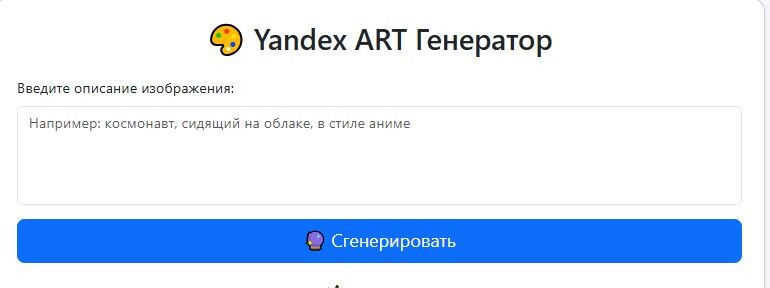 🎨 Yandex ART Генератор
Введите описание изображения:
Например: космонавт, сидящий на облаке, в стиле аниме
🔮 Сгенерировать